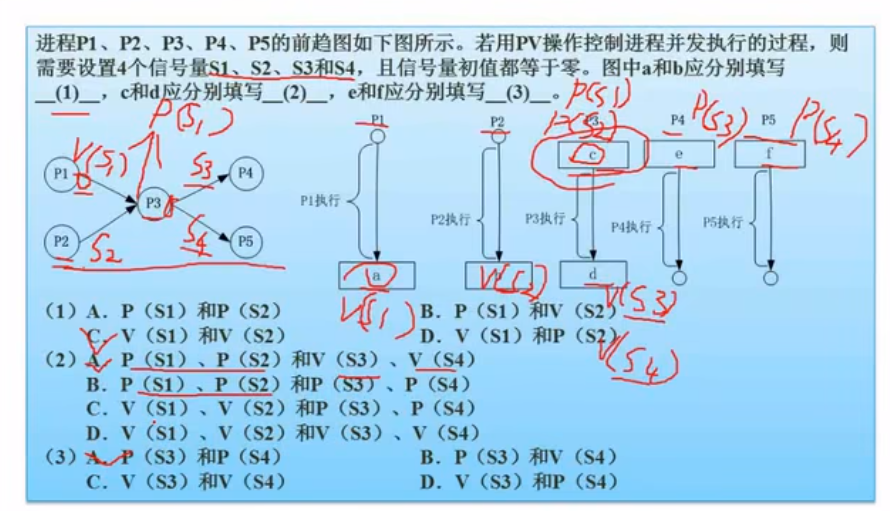 进程P1、P2、P3、P4、P5的前趋图如下图所示。若用PV操作控制进程并发执行的过程，则
需要设置4个信号量S1、S2、S3和S4，且信号量初值都等于零。图中a和b应分别填写
__(1)__，c和d应分别填写__(2)__，e和f应分别填写__(3)__。
P(S1)
P(S1)
P1 P2 P3 P4 P5
P(S2) P(S3) P(S4)
V(S1)
c e f
P1 S3 P4
P3
P1执行 P2执行 P3执行 P4执行 P5执行
P2 S2 S4 P5
a V(S2) d
V(S1) V(S3)
V(S4)
（1）A．P（S1）和P（S2） B．P（S1）和V（S2）
C．V（S1）和V（S2） D．V（S1）和P（S2）
（2）A．P（S1）、P（S2）和V（S3）、V（S4）
B．P（S1）、P（S2）和P（S3）、P（S4）
C．V（S1）、V（S2）和P（S3）、P（S4）
D．V（S1）、V（S2）和V（S3）、V（S4）
（3）A．P（S3）和P（S4） B．P（S3）和V（S4）
C．V（S3）和V（S4） D．V（S3）和P（S4）